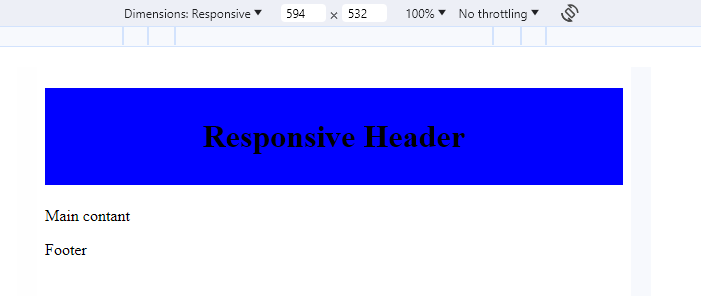 Dimensions: Responsive ▼ 594 × 532 100% ▼ No throttling ▼
Responsive Header
Main contant
Footer